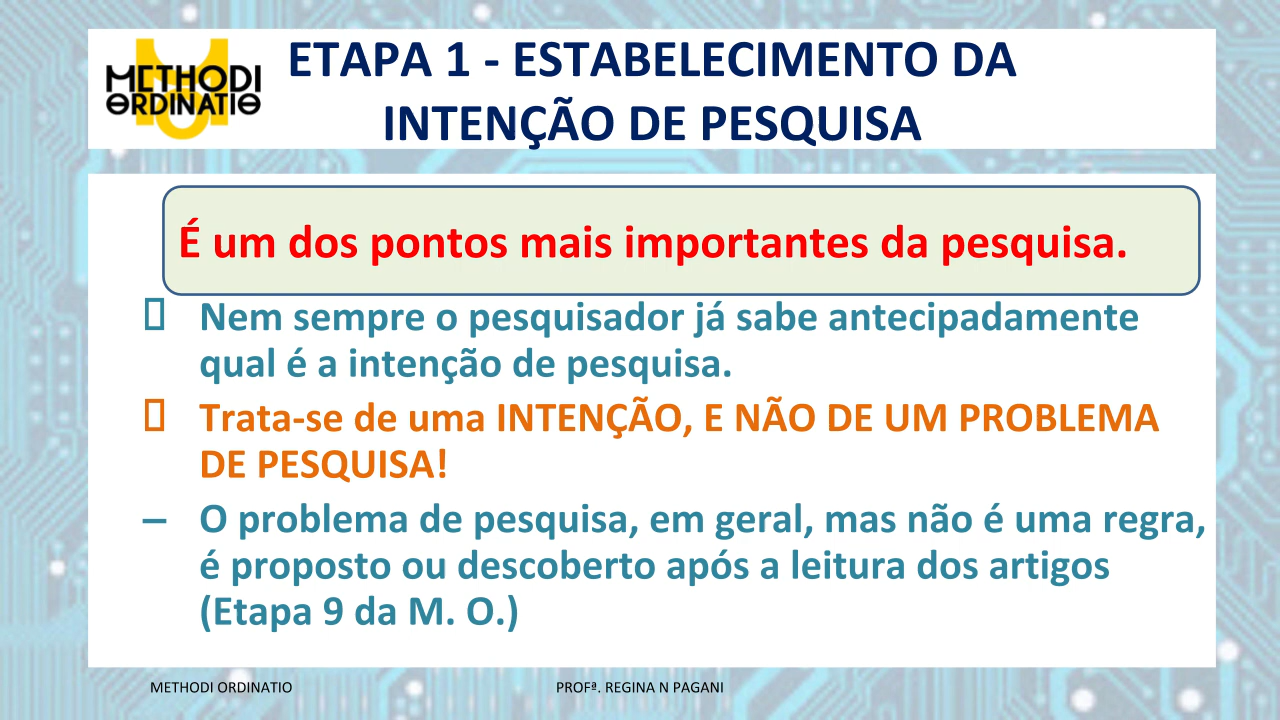 METHODI
ORDINATIO
ETAPA 1 - ESTABELECIMENTO DA
INTENÇÃO DE PESQUISA
É um dos pontos mais importantes da pesquisa.
Nem sempre o pesquisador já sabe antecipadamente
qual é a intenção de pesquisa.
Trata-se de uma INTENÇÃO, E NÃO DE UM PROBLEMA
DE PESQUISA!
– O problema de pesquisa, em geral, mas não é uma regra,
é proposto ou descoberto após a leitura dos artigos
(Etapa 9 da M. O.)
METHODI ORDINATIO
PROFª. REGINA N PAGANI